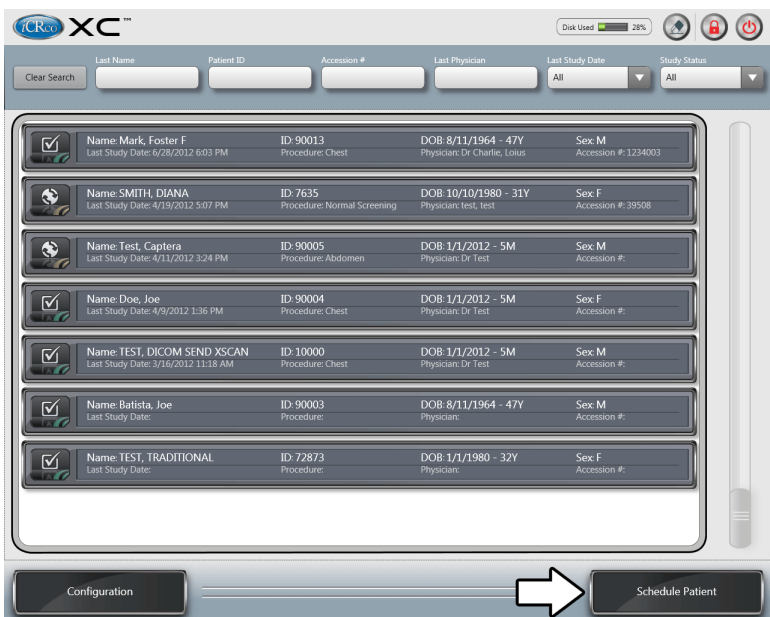 iCRco XC™
Disk Used 28%
Last Name Patient ID Accession # Last Physician Last Study Date Study Status
Clear Search All All
Name: Mark, Foster F ID: 90013 DOB: 8/11/1964 - 47Y Sex: M
Last Study Date: 6/28/2012 6:03 PM Procedure: Chest Physician: Dr Charlie, Loius Accession #: 1234003
Name: SMITH, DIANA ID: 7635 DOB: 10/10/1980 - 31Y Sex: F
Last Study Date: 4/19/2012 5:07 PM Procedure: Normal Screening Physician: test, test Accession #: 39508
Name: Test, Captera ID: 90005 DOB: 1/1/2012 - 5M Sex: M
Last Study Date: 4/11/2012 3:24 PM Procedure: Abdomen Physician: Dr Test Accession #:
Name: Doe, Joe ID: 90004 DOB: 1/1/2012 - 5M Sex: F
Last Study Date: 4/9/2012 1:36 PM Procedure: Chest Physician: Dr Test Accession #:
Name: TEST, DICOM SEND XSCAN ID: 10000 DOB: 1/1/2012 - 5M Sex: M
Last Study Date: 3/16/2012 11:18 AM Procedure: Chest Physician: Dr Test Accession #:
Name: Batista, Joe ID: 90003 DOB: 8/11/1964 - 47Y Sex: M
Last Study Date: Procedure: Physician: Accession #:
Name: TEST, TRADITIONAL ID: 72873 DOB: 1/1/1980 - 32Y Sex: F
Last Study Date: Procedure: Physician: Accession #:
Configuration Schedule Patient